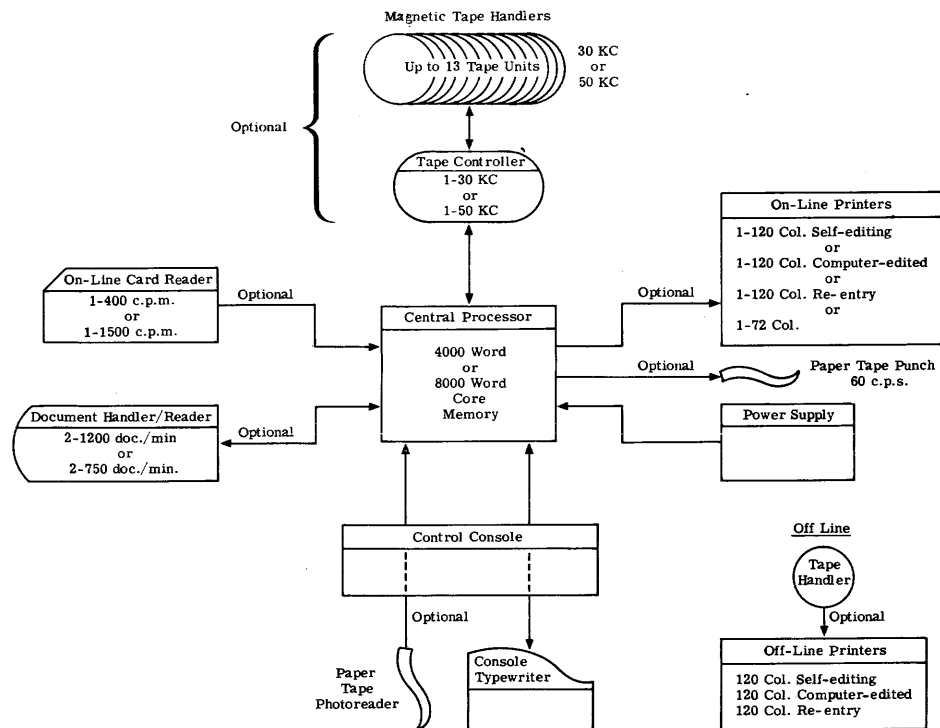 Magnetic Tape Handlers
Up to 13 Tape Units
30 KC
or
50 KC
Optional
Tape Controller
1-30 KC
or
1-50 KC
On-Line Card Reader
1-400 c.p.m.
or
1-1500 c.p.m.
Optional
Central Processor
4000 Word
or
8000 Word
Core
Memory
Optional
On-Line Printers
1-120 Col. Self-editing
or
1-120 Col. Computer-edited
or
1-120 Col. Re-entry
or
1-72 Col.
Optional
Paper Tape Punch
60 c.p.s.
Document Handler/Reader
2-1200 doc./min
or
2-750 doc./min.
Optional
Power Supply
Control Console
Optional
Paper
Tape
Photoreader
Console
Typewriter
Off Line
Tape
Handler
Optional
Off-Line Printers
120 Col. Self-editing
120 Col. Computer-edited
120 Col. Re-entry